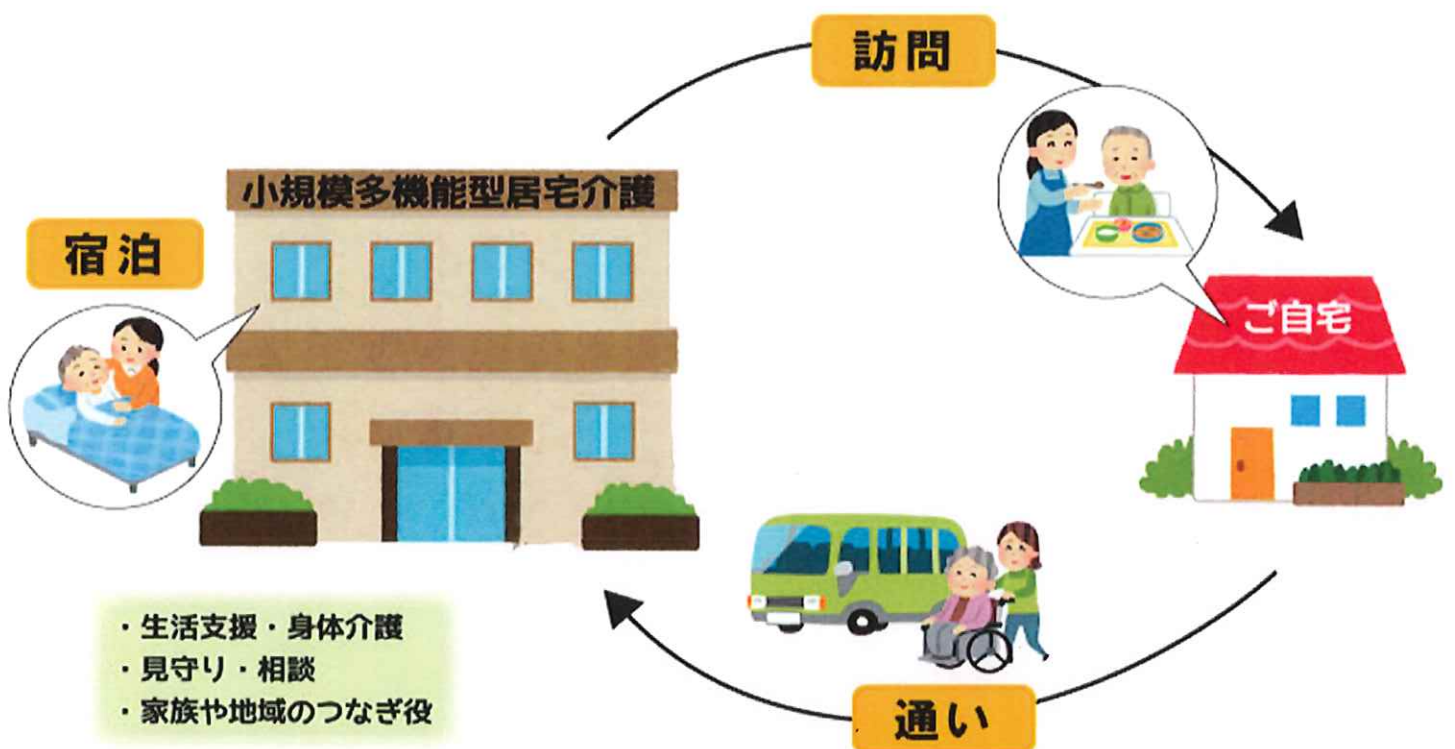 訪問
小規模多機能型居宅介護
宿泊
ご自宅
・生活支援・身体介護
・見守り・相談
・家族や地域のつなぎ役
通い